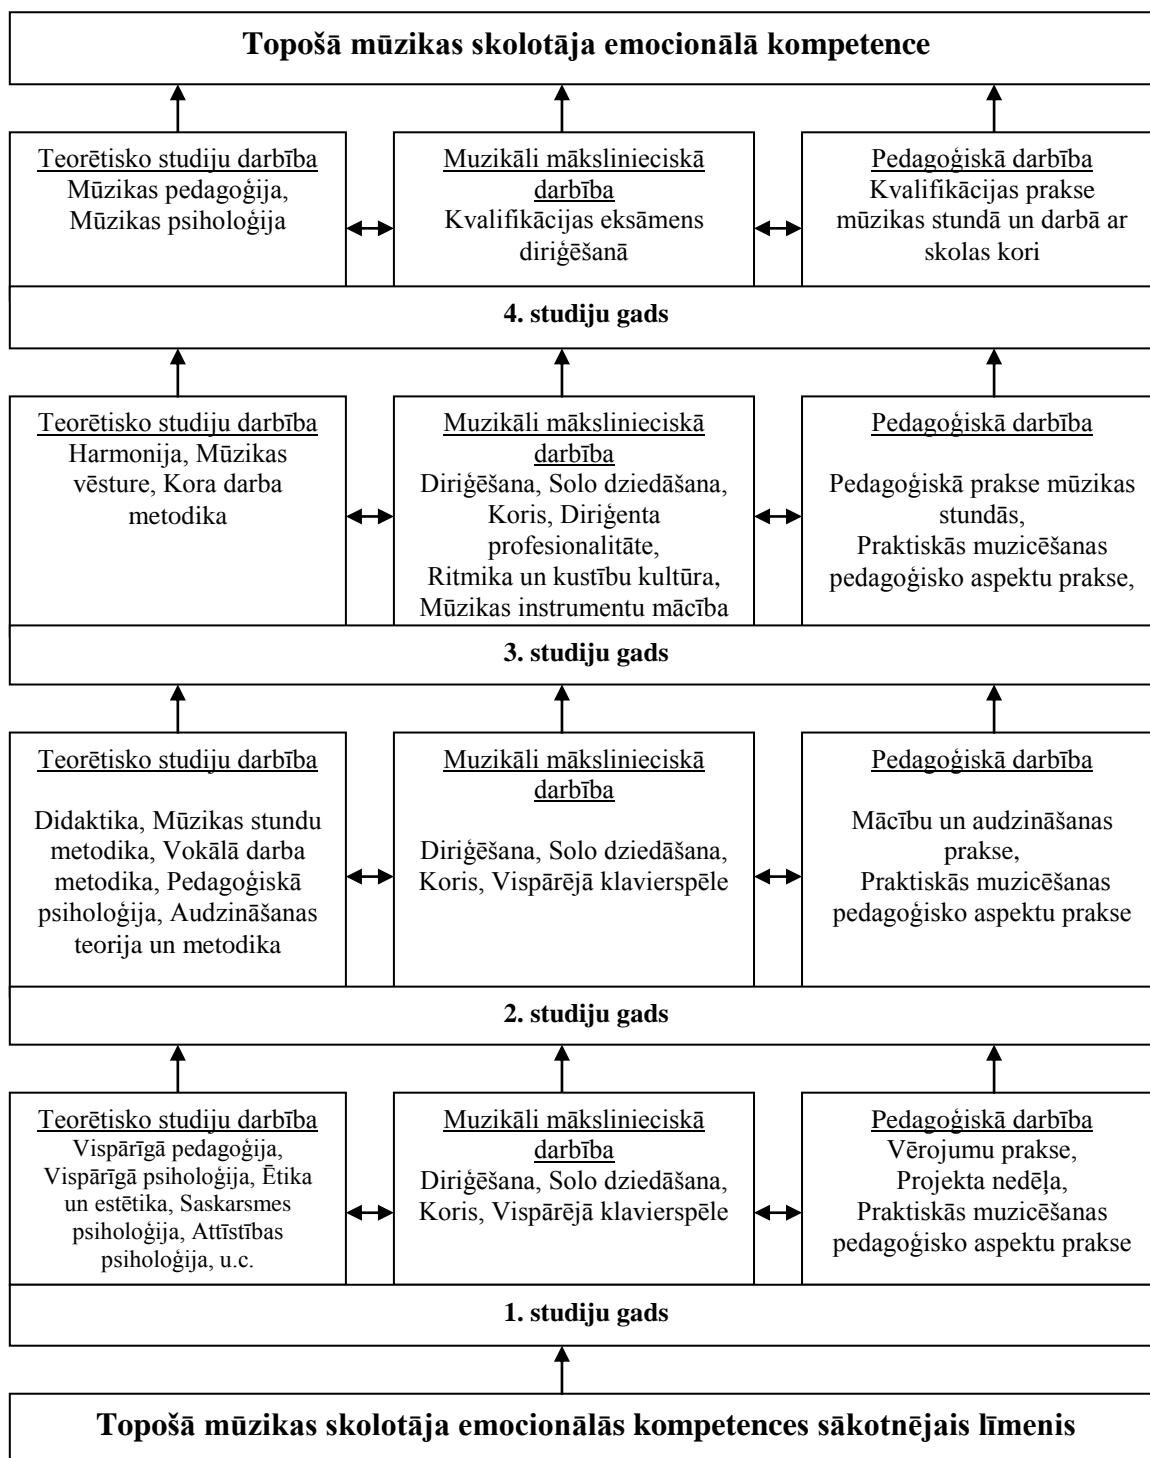 Topošā mūzikas skolotāja emocionālā kompetence
Teorētisko studiju darbība
Mūzikas pedagoģija,
Mūzikas psiholoģija
Muzikāli mākslinieciskā
darbība
Kvalifikācijas eksāmens
diriģēšanā
Pedagoģiskā darbība
Kvalifikācijas prakse
mūzikas stundā un darbā ar
skolas kori
4. studiju gads
Teorētisko studiju darbība
Harmonija, Mūzikas
vēsture, Kora darba
metodika
Muzikāli mākslinieciskā
darbība
Diriģēšana, Solo dziedāšana,
Koris, Diriģenta
profesionalitāte,
Ritmika un kustību kultūra,
Mūzikas instrumentu mācība
Pedagoģiskā darbība
Pedagoģiskā prakse mūzikas
stundās,
Praktiskās muzicēšanas
pedagoģisko aspektu prakse,
3. studiju gads
Teorētisko studiju darbība
Didaktika, Mūzikas stundu
metodika, Vokālā darba
metodika, Pedagoģiskā
psiholoģija, Audzināšanas
teorija un metodika
Muzikāli mākslinieciskā
darbība
Diriģēšana, Solo dziedāšana,
Koris, Vispārējā klavierspēle
Pedagoģiskā darbība
Mācību un audzināšanas
prakse,
Praktiskās muzicēšanas
pedagoģisko aspektu prakse
2. studiju gads
Teorētisko studiju darbība
Vispārīgā pedagoģija,
Vispārīgā psiholoģija, Ētika
un estētika, Saskarsmes
psiholoģija, Attīstības
psiholoģija, u.c.
Muzikāli mākslinieciskā
darbība
Diriģēšana, Solo dziedāšana,
Koris, Vispārējā klavierspēle
Pedagoģiskā darbība
Vērojumu prakse,
Projekta nedēļa,
Praktiskās muzicēšanas
pedagoģisko aspektu prakse
1. studiju gads
Topošā mūzikas skolotāja emocionālās kompetences sākotnējais līmenis